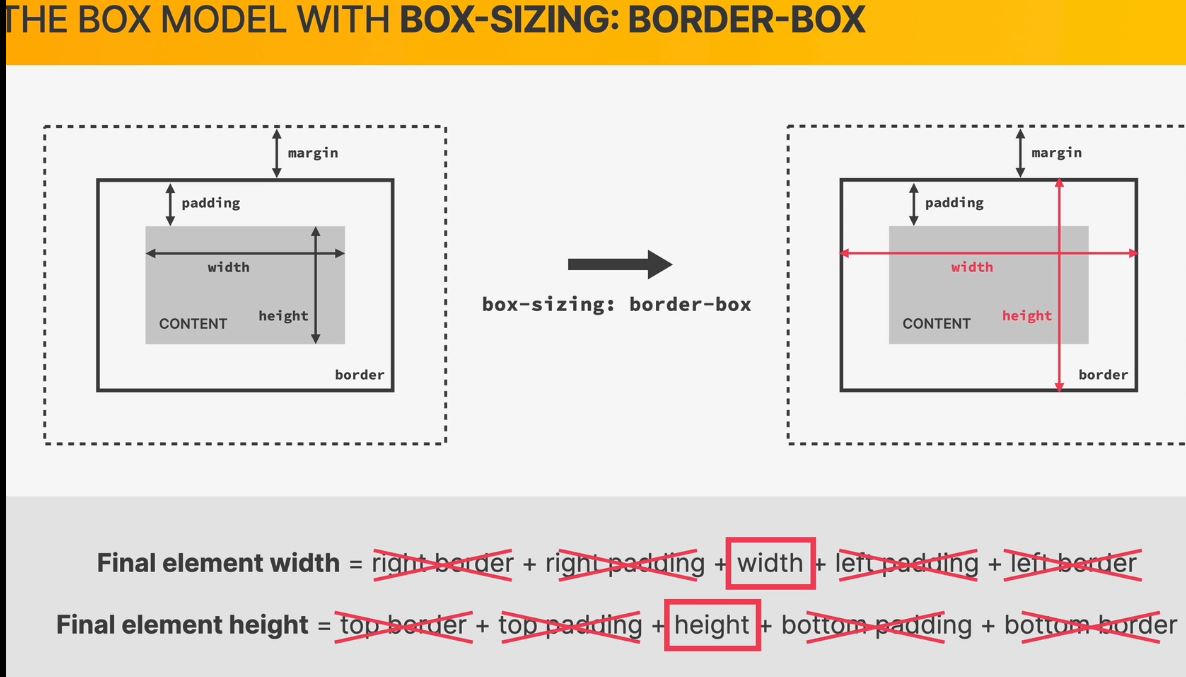 THE BOX MODEL WITH BOX-SIZING: BORDER-BOX
margin
padding
width
height
CONTENT
border
box-sizing: border-box
margin
padding
width
height
CONTENT
border
Final element width = right border + right padding + width + left padding + left border
Final element height = top border + top padding + height + bottom padding + bottom border